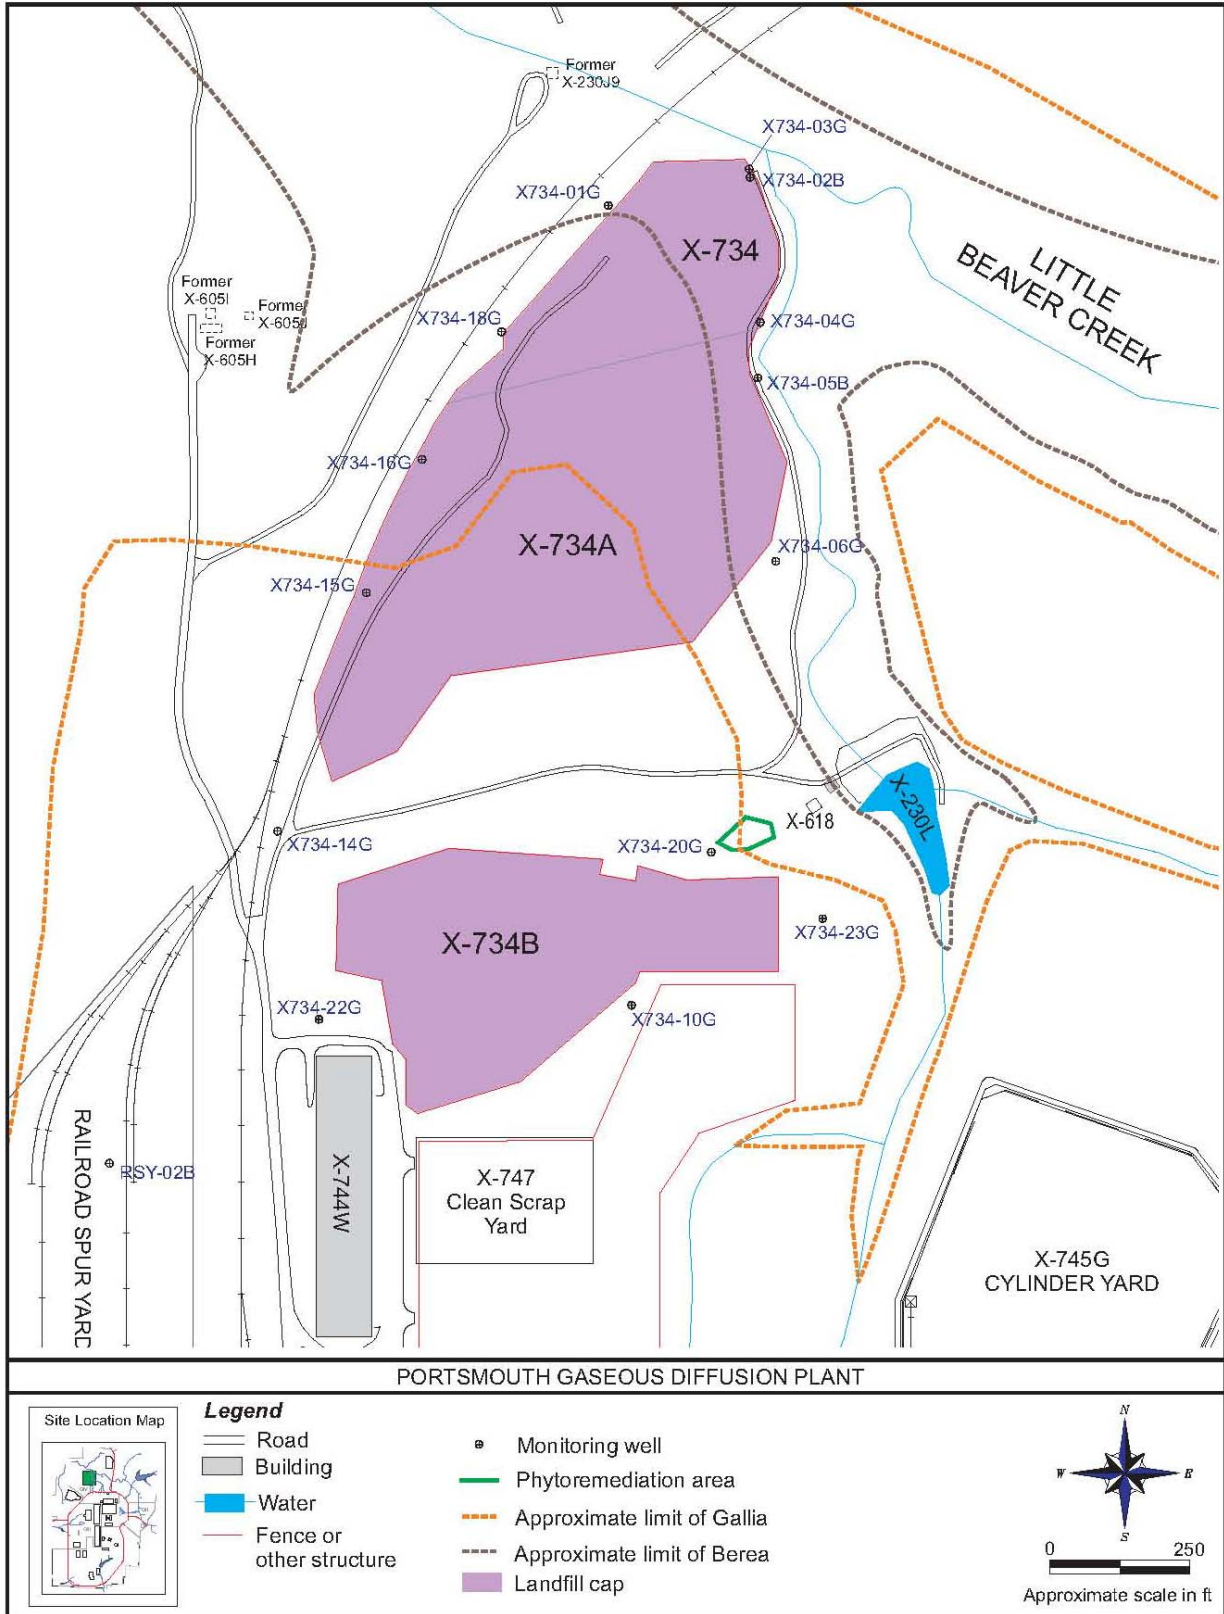 Former
X-230J9
X734-03G
X734-02B
X734-01G
X-734
LITTLE
BEAVER CREEK
Former
X-605I
Former
X-605J
Former
X-605H
X734-18G
X734-04G
X734-05B
X734-16G
X-734A
X734-06G
X734-15G
X-230L
X-618
X734-14G
X734-20G
X734-23G
X-734B
X734-22G
X734-10G
RAILROAD SPUR YARD
RSY-02B
X-744W
X-747
Clean Scrap
Yard
X-745G
CYLINDER YARD
PORTSMOUTH GASEOUS DIFFUSION PLANT
Site Location Map
Legend
Road
Building
Water
Fence or
other structure
Monitoring well
Phytoremediation area
Approximate limit of Gallia
Approximate limit of Berea
Landfill cap
N
W
E
S
0 250
Approximate scale in ft